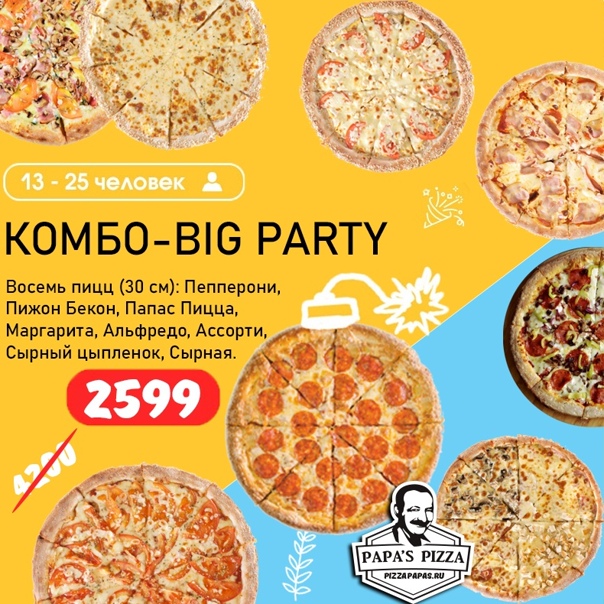 13 - 25 человек
КОМБО-BIG PARTY
Восемь пицц (30 см): Пепперони,
Пижон Бекон, Папас Пицца,
Маргарита, Альфредо, Ассорти,
Сырный цыпленок, Сырная.
2599
4200
PAPA'S PIZZA
PIZZAPAPAS.RU